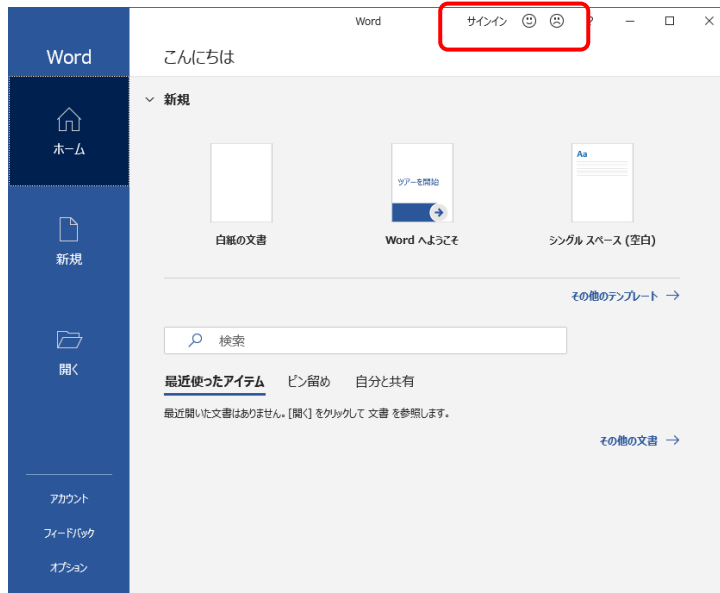 Word サインイン ?
Word
こんにちは
新規
ホーム
Aa
ツアーを開始
白紙の文書
Word へようこそ
シングル スペース (空白)
新規
その他のテンプレート
検索
開く
最近使ったアイテム ピン留め 自分と共有
最近開いた文書はありません。[開く] をクリックして 文書 を参照します。
その他の文書
アカウント
フィードバック
オプション